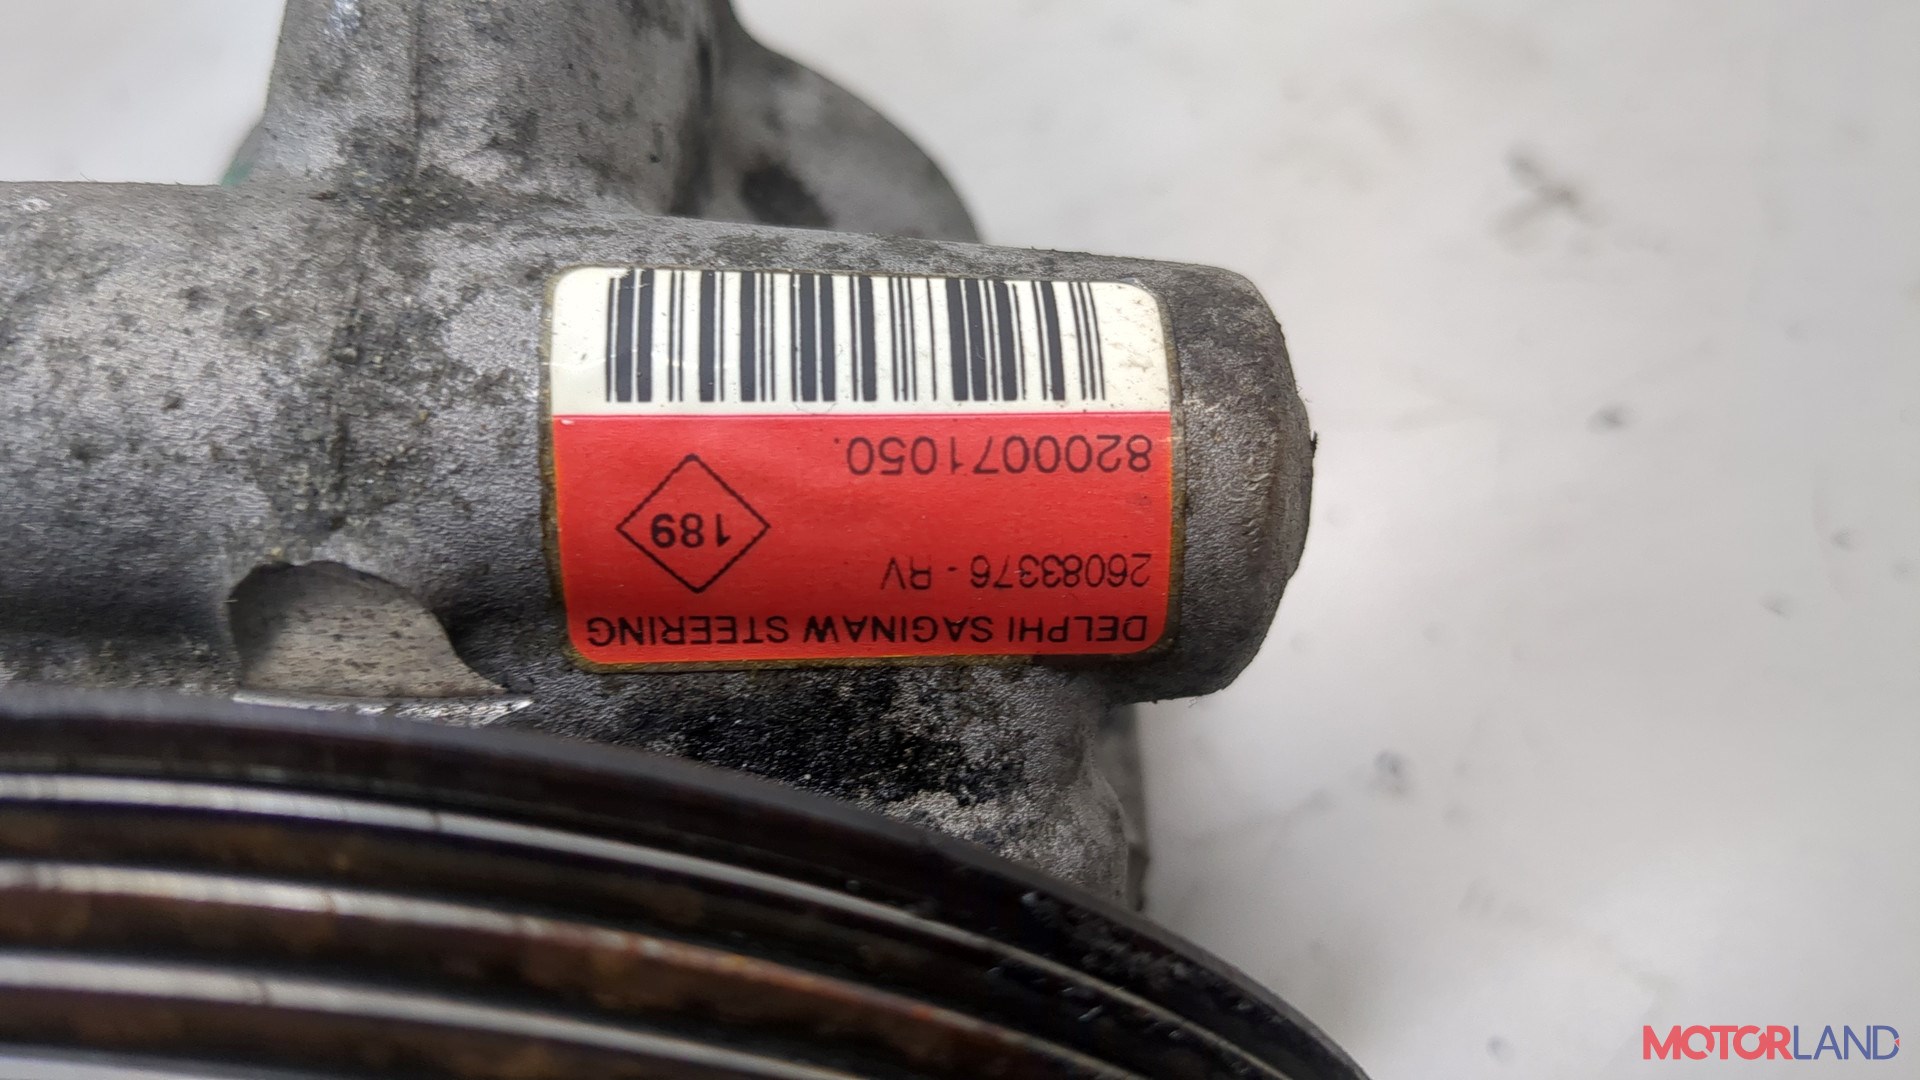 DELPHI SAGINAW STEERING
26083376 - RV
189
8200071050.
MOTORLAND